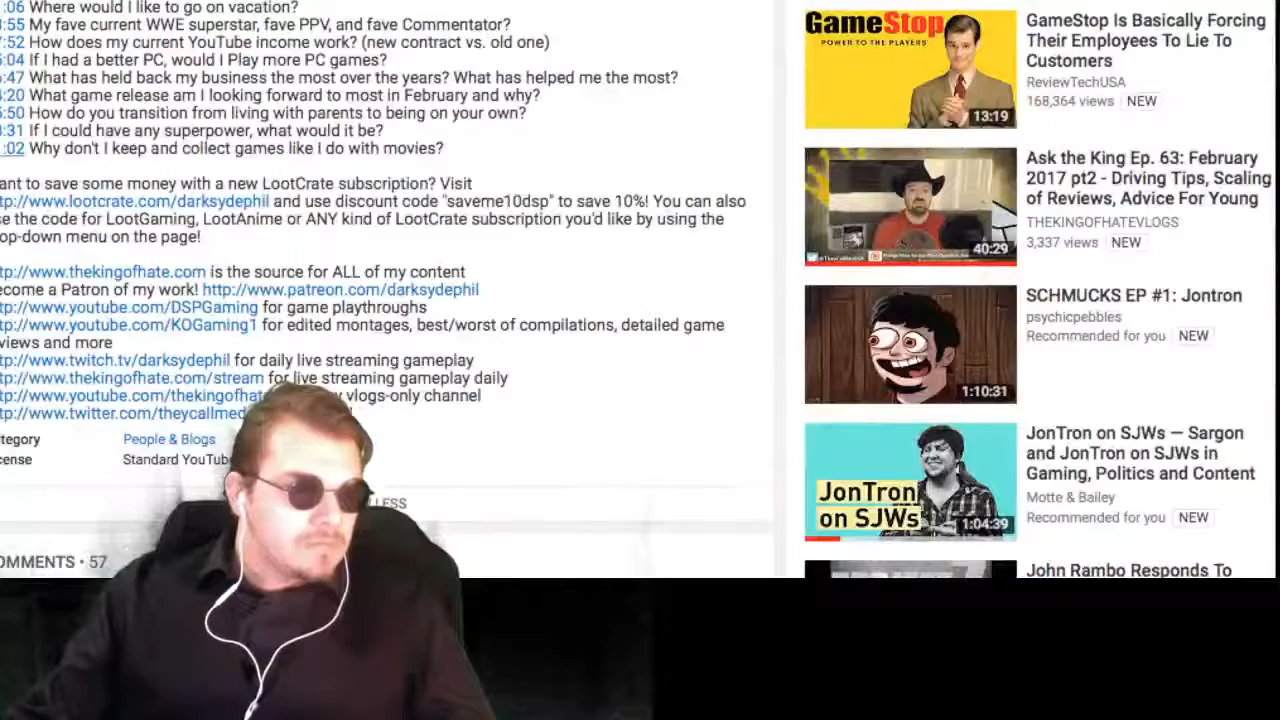 :06 Where would I like to go on vacation?
:55 My fave current WWE superstar, fave PPV, and fave Commentator?
:52 How does my current YouTube income work? (new contract vs. old one)
:04 If I had a better PC, would I Play more PC games?
:47 What has held back my business the most over the years? What has helped me the most?
:20 What game release am I looking forward to most in February and why?
:50 How do you transition from living with parents to being on your own?
:31 If I could have any superpower, what would it be?
:02 Why don't I keep and collect games like I do with movies?
ant to save some money with a new LootCrate subscription? Visit
tp://www.lootcrate.com/darksydephil and use discount code "saveme10dsp" to save 10%! You can also
se the code for LootGaming, LootAnime or ANY kind of LootCrate subscription you'd like by using the
op-down menu on the page!
tp://www.thekingofhate.com is the source for ALL of my content
ecome a Patron of my work! http://www.patreon.com/darksydephil
tp://www.youtube.com/DSPGaming for game playthroughs
tp://www.youtube.com/KOGaming1 for edited montages, best/worst of compilations, detailed game
views and more
tp://www.twitch.tv/darksydephil for daily live streaming gameplay
tp://www.thekingofhate.com/stream for live streaming gameplay daily
tp://www.youtube.com/thekingofhat vlogs-only channel
tp://www.twitter.com/theycallmed
tegory People & Blogs
ense Standard YouTub
LESS
OMMENTS • 57
GameStop
POWER TO THE PLAYERS
13:19
GameStop Is Basically Forcing
Their Employees To Lie To
Customers
ReviewTechUSA
168,364 views NEW
40:29
Ask the King Ep. 63: February
2017 pt2 - Driving Tips, Scaling
of Reviews, Advice For Young
THEKINGOFHATEVLOGS
3,337 views NEW
1:10:31
SCHMUCKS EP #1: Jontron
psychicpebbles
Recommended for you NEW
JonTron
on SJWs
1:04:39
JonTron on SJWs — Sargon
and JonTron on SJWs in
Gaming, Politics and Content
Motte & Bailey
Recommended for you NEW
John Rambo Responds To